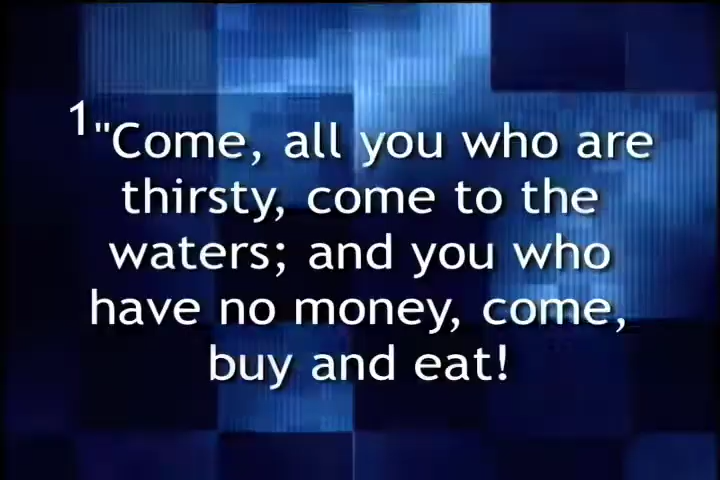 1"Come, all you who are
thirsty, come to the
waters; and you who
have no money, come,
buy and eat!